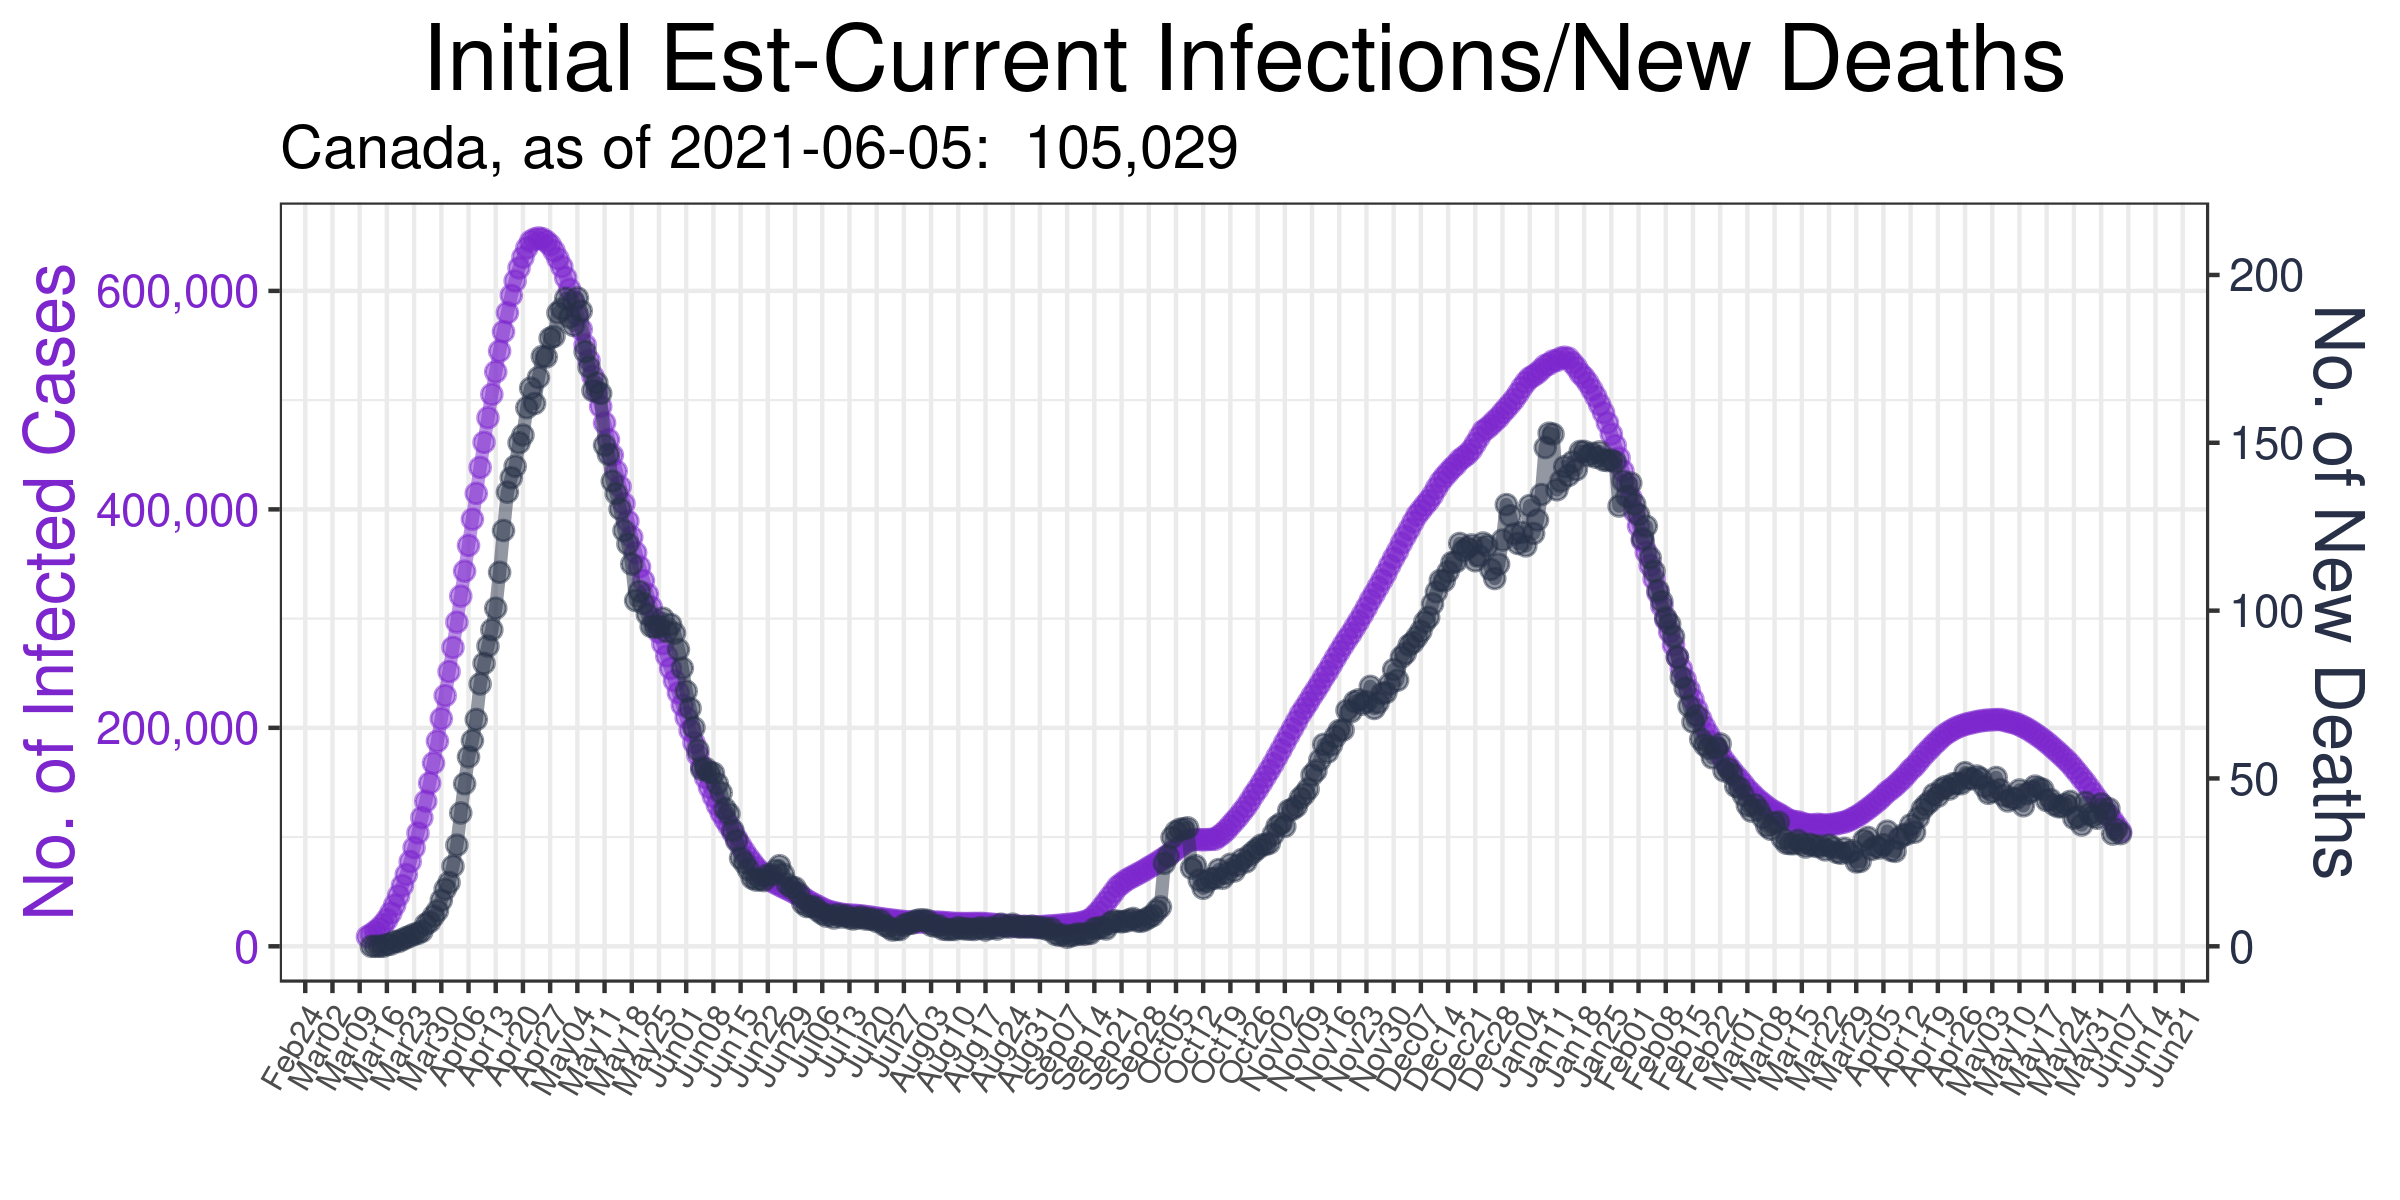 Initial Est-Current Infections/New Deaths
Canada, as of 2021-06-05:  105,029
No. of Infected Cases
600,000
400,000
200,000
0
200
150
100
50
0
No. of New Deaths
Feb24
Mar02
Mar09
Mar16
Mar23
Mar30
Apr06
Apr13
Apr20
Apr27
May04
May11
May18
May25
Jun01
Jun08
Jun15
Jun22
Jun29
Jul06
Jul13
Jul20
Jul27
Aug03
Aug10
Aug17
Aug24
Aug31
Sep07
Sep14
Sep21
Sep28
Oct05
Oct12
Oct19
Oct26
Nov02
Nov09
Nov16
Nov23
Nov30
Dec07
Dec14
Dec21
Dec28
Jan04
Jan11
Jan18
Jan25
Feb01
Feb08
Feb15
Feb22
Mar01
Mar08
Mar15
Mar22
Mar29
Apr05
Apr12
Apr19
Apr26
May03
May10
May17
May24
May31
Jun07
Jun14
Jun21